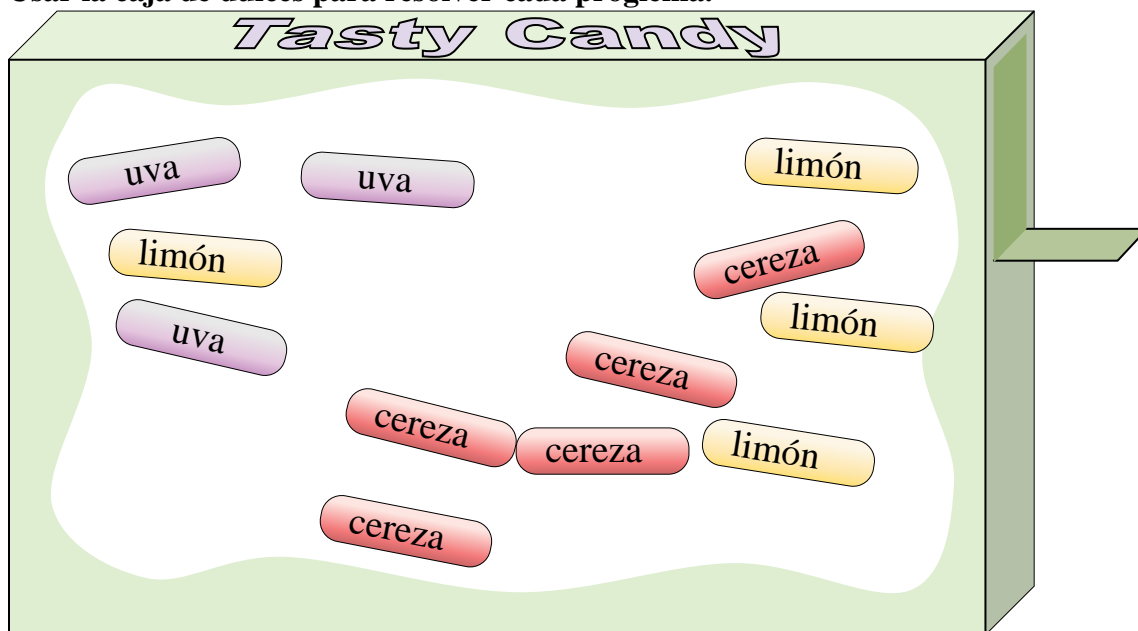 Usar la caja de dulces para resolver cada problema.
Tasty Candy
uva
uva
limón
limón
cereza
uva
limón
cereza
cereza
cereza
limón
cereza